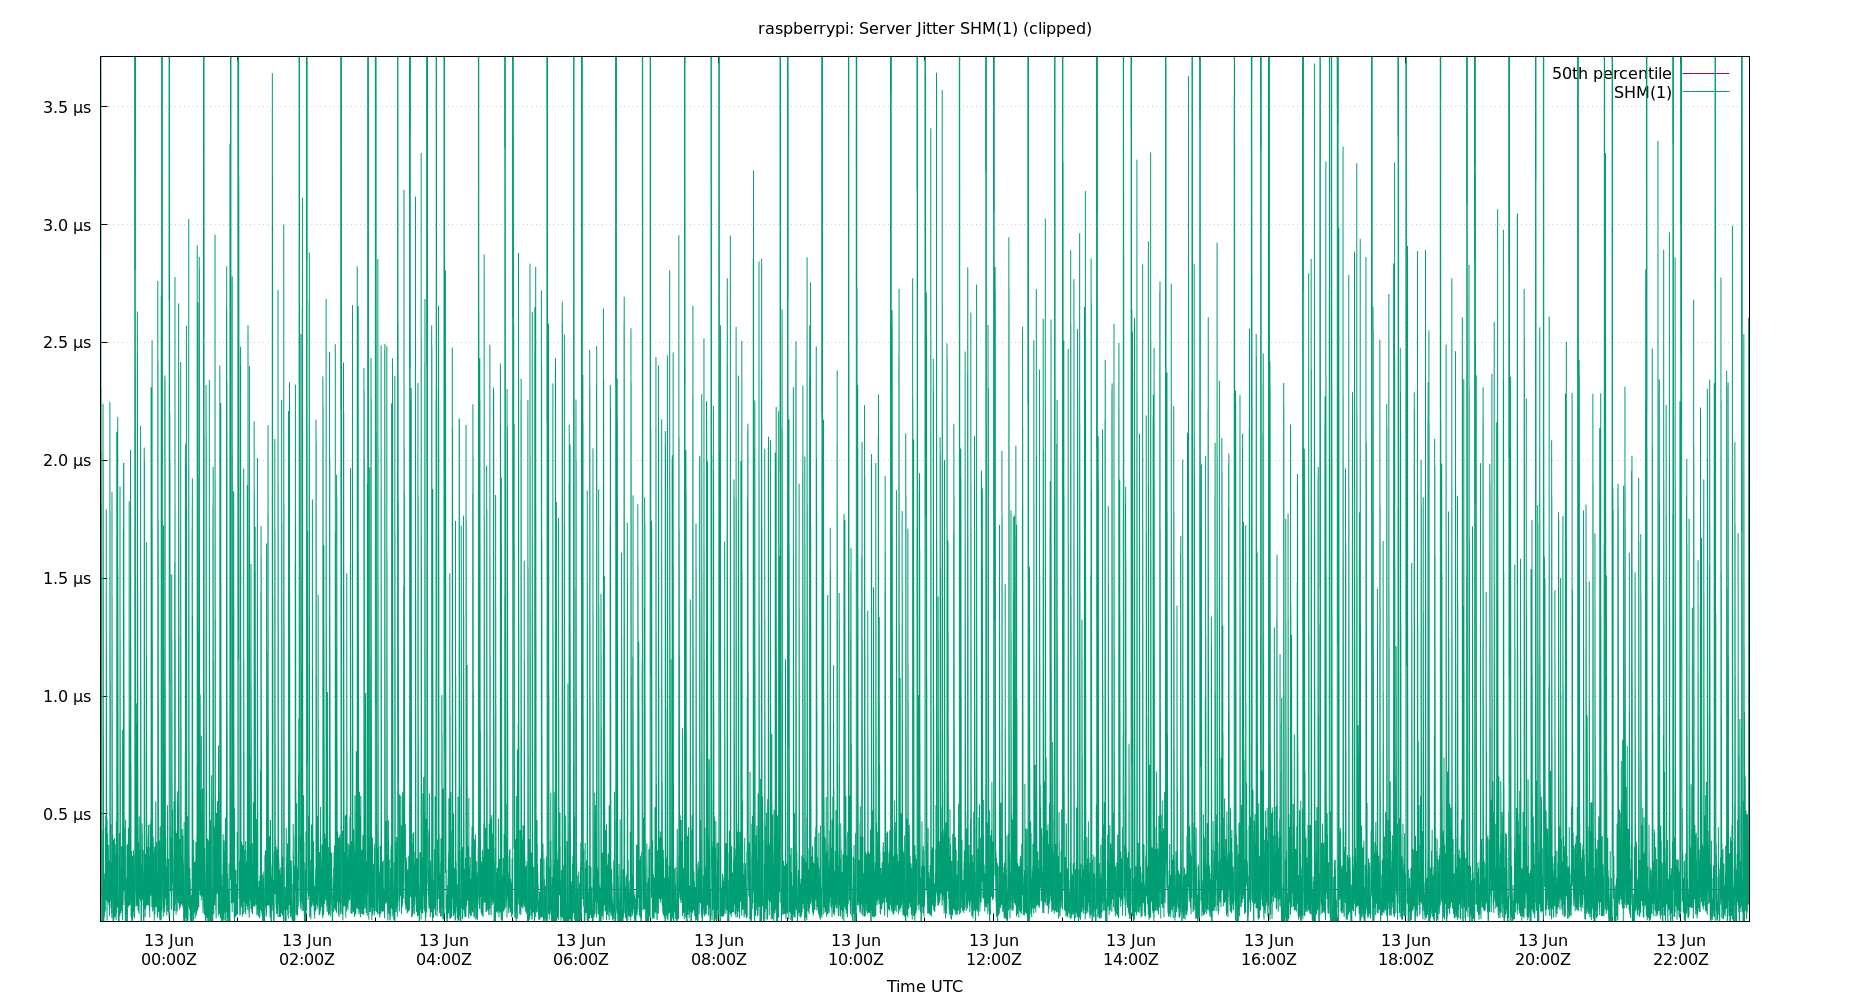 raspberrypi: Server Jitter SHM(1) (clipped)
50th percentile
SHM(1)
3.5 µs
3.0 µs
2.5 µs
2.0 µs
1.5 µs
1.0 µs
0.5 µs
13 Jun 13 Jun 13 Jun 13 Jun 13 Jun 13 Jun 13 Jun 13 Jun 13 Jun 13 Jun 13 Jun 13 Jun
00:00Z 02:00Z 04:00Z 06:00Z 08:00Z 10:00Z 12:00Z 14:00Z 16:00Z 18:00Z 20:00Z 22:00Z
Time UTC